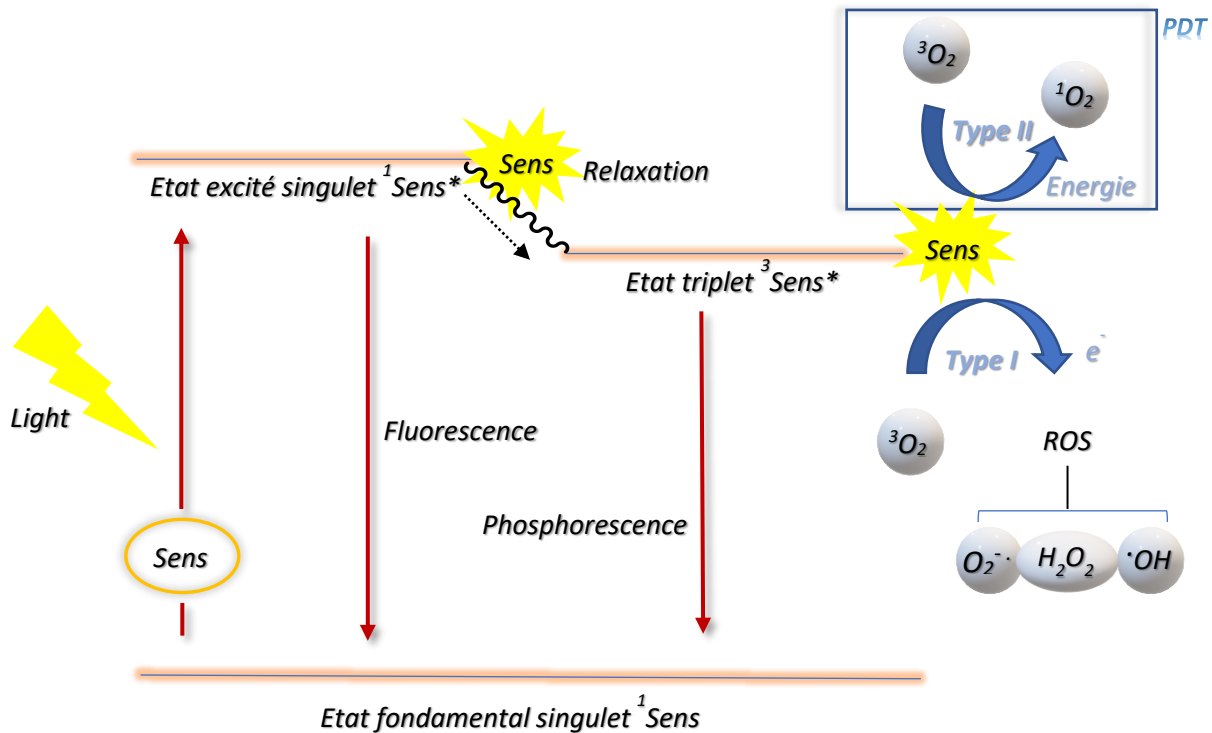 PDT
³O₂
¹O₂
Type II
Energie
Sens
Relaxation
Etat excité singulet ¹Sens*
Sens
Etat triplet ³Sens*
Type I
e⁻
Light
Fluorescence
³O₂
ROS
Phosphorescence
Sens
O₂⁻·
H₂O₂
·OH
Etat fondamental singulet ¹Sens